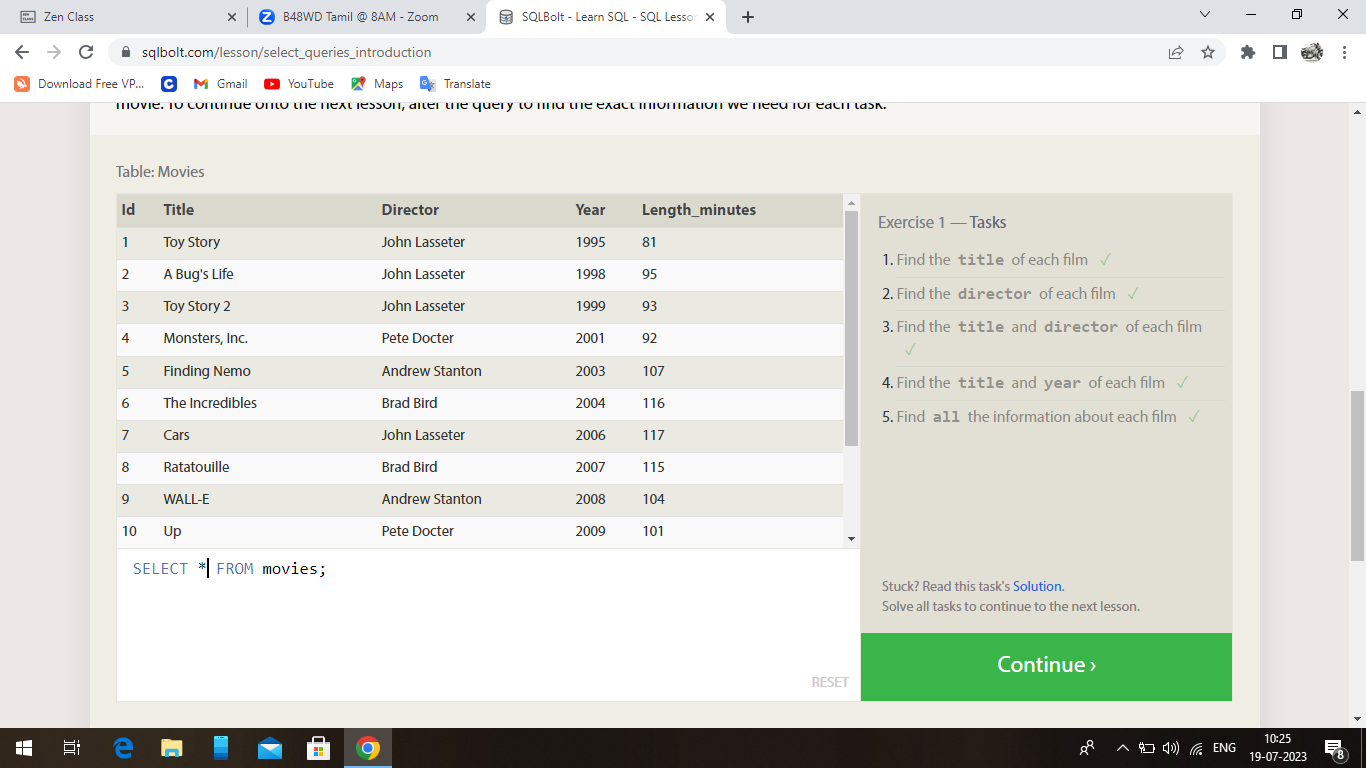 Zen Class
B48WD Tamil @ 8AM - Zoom
SQLBolt - Learn SQL - SQL Lesso
sqlbolt.com/lesson/select_queries_introduction
Download Free VP...
Gmail
YouTube
Maps
Translate
movie. To continue onto the next lesson, alter the query to find the exact information we need for each task.
Table: Movies
Id Title Director Year Length_minutes
1 Toy Story John Lasseter 1995 81
2 A Bug's Life John Lasseter 1998 95
3 Toy Story 2 John Lasseter 1999 93
4 Monsters, Inc. Pete Docter 2001 92
5 Finding Nemo Andrew Stanton 2003 107
6 The Incredibles Brad Bird 2004 116
7 Cars John Lasseter 2006 117
8 Ratatouille Brad Bird 2007 115
9 WALL-E Andrew Stanton 2008 104
10 Up Pete Docter 2009 101
SELECT * FROM movies;
RESET
Exercise 1 — Tasks
1. Find the title of each film ✓
2. Find the director of each film ✓
3. Find the title and director of each film
✓
4. Find the title and year of each film ✓
5. Find all the information about each film ✓
Stuck? Read this task's Solution.
Solve all tasks to continue to the next lesson.
Continue ›
ENG
10:25
19-07-2023
8